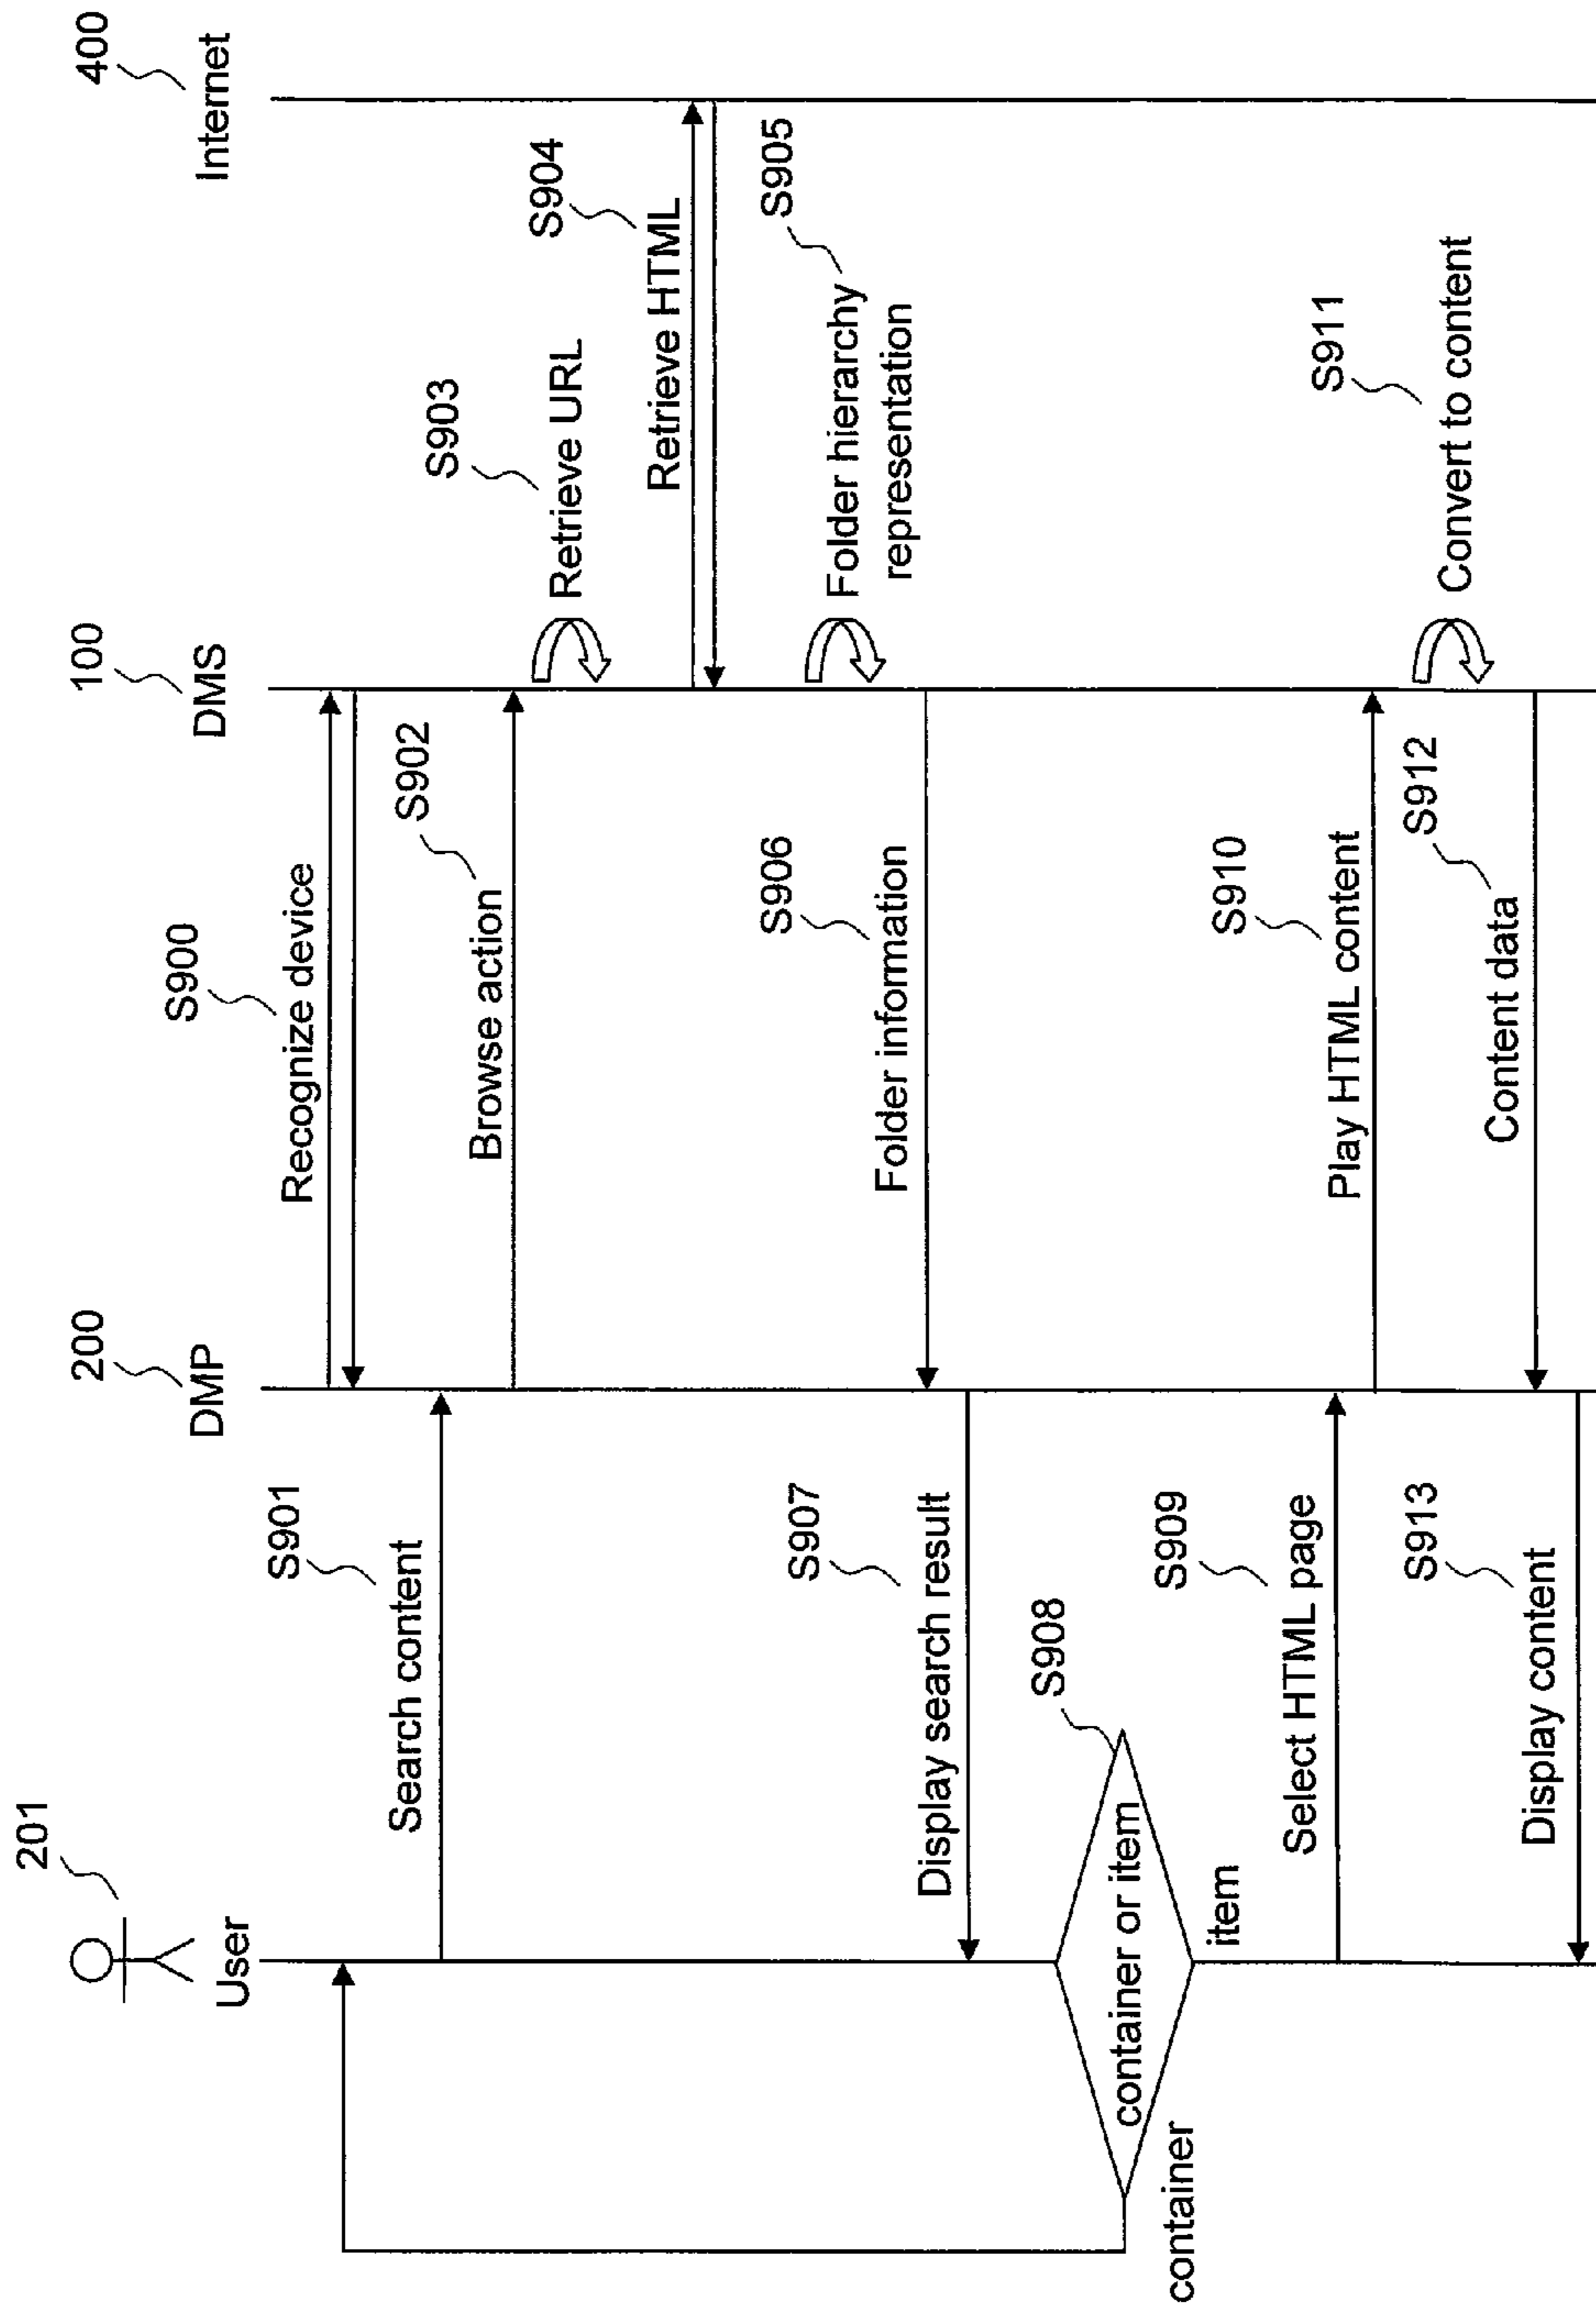 201
User
200
DMP
100
DMS
400
Internet
S900
Recognize device
S901
Search content
S902
Browse action
S903
Retrieve URL
S904
Retrieve HTML
S905
Folder hierarchy
representation
S906
Folder information
S907
Display search result
S908
container or item
container
item
S909
Select HTML page
S910
Play HTML content
S911
Convert to content
S912
Content data
S913
Display content